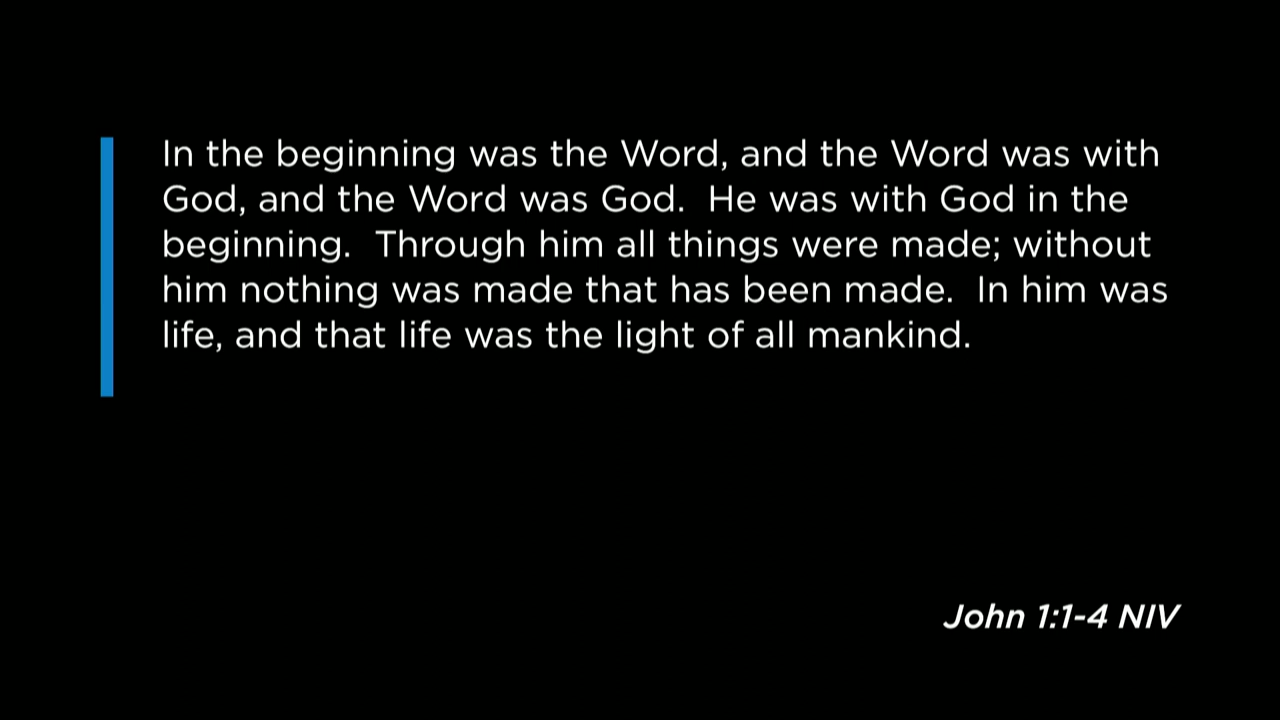 In the beginning was the Word, and the Word was with
God, and the Word was God.  He was with God in the
beginning.  Through him all things were made; without
him nothing was made that has been made.  In him was
life, and that life was the light of all mankind.
John 1:1-4 NIV